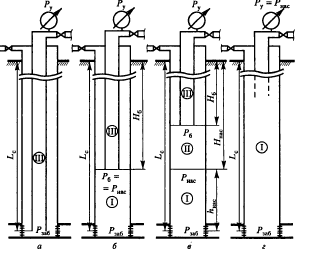 Pу
Pу
Pу
Pу = Pнас
Lс
III
Pзаб
а
Lс
III
Hб
Pб =
= Pнас
I
Pзаб
б
Lс
III
Hб
Pб
II
Hнас
Pнас
I
hнас
Pзаб
в
Lс
I
Pзаб
г